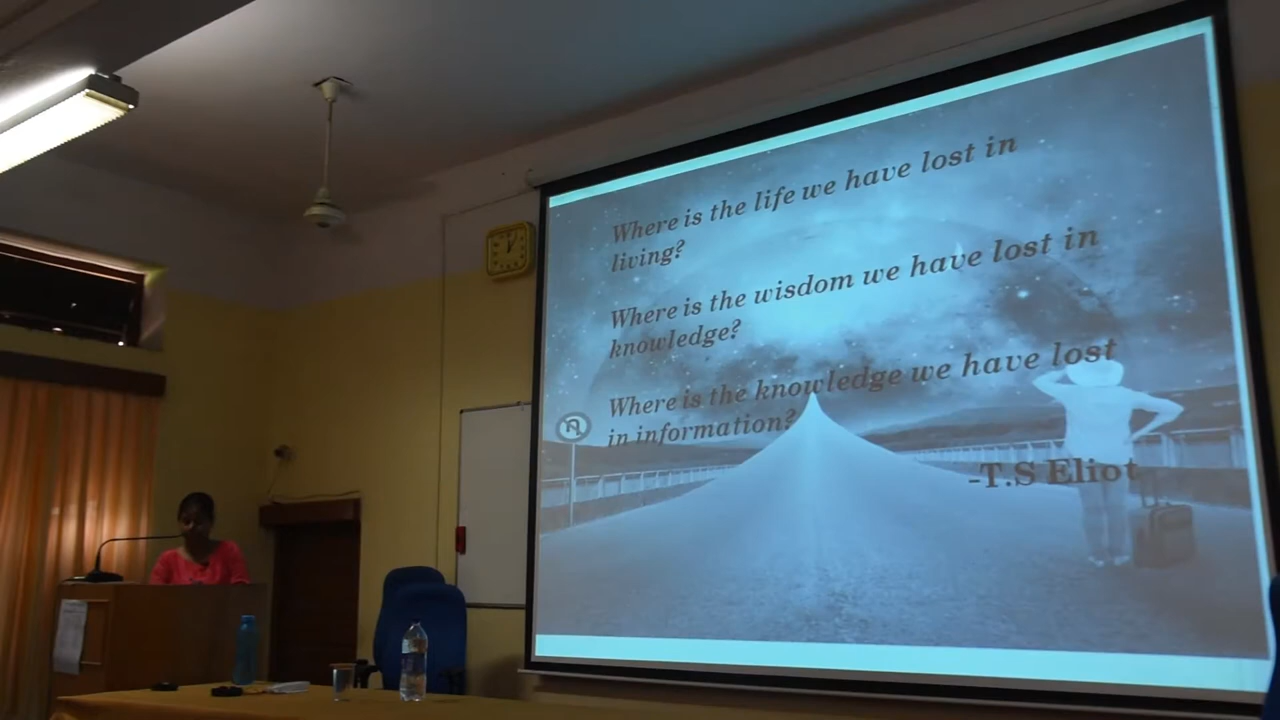 Where is the life we have lost in
living?
Where is the wisdom we have lost in
knowledge?
Where is the knowledge we have lost
in information?
-T.S Eliot